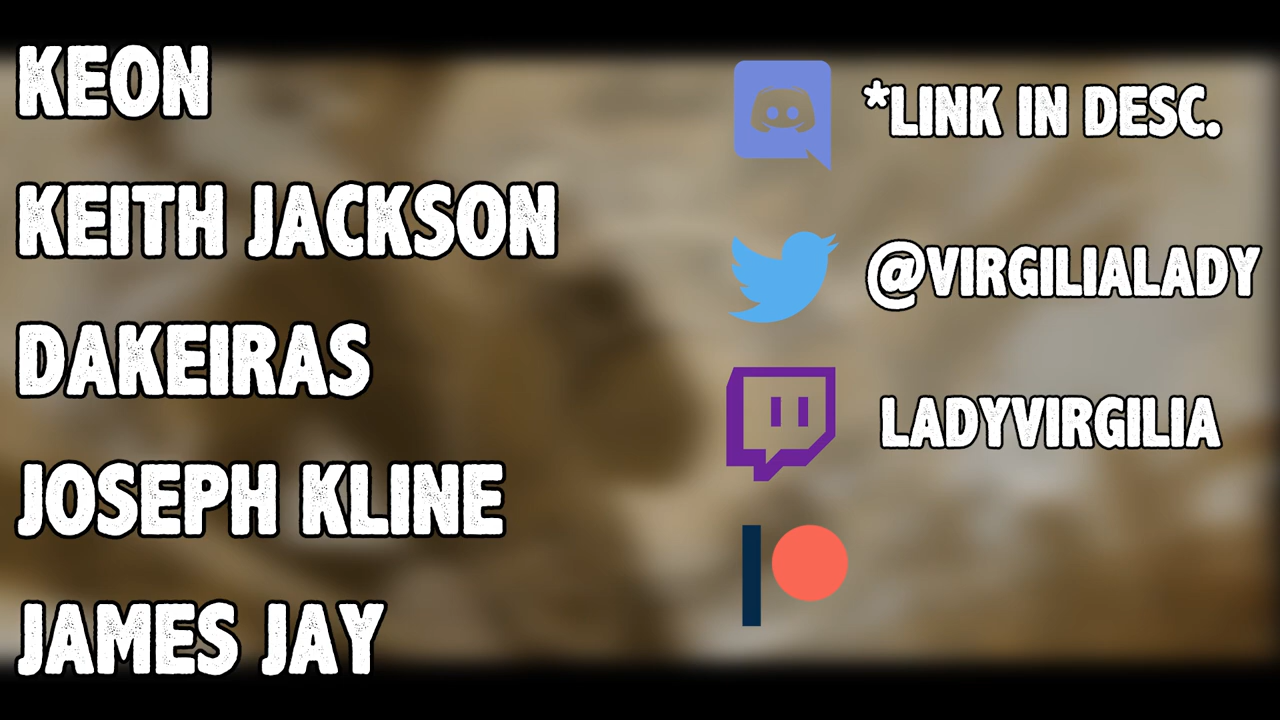 KEON
KEITH JACKSON
DAKEIRAS
JOSEPH KLINE
JAMES JAY
*LINK IN DESC.
@VIRGILIALADY
LADYVIRGILIA